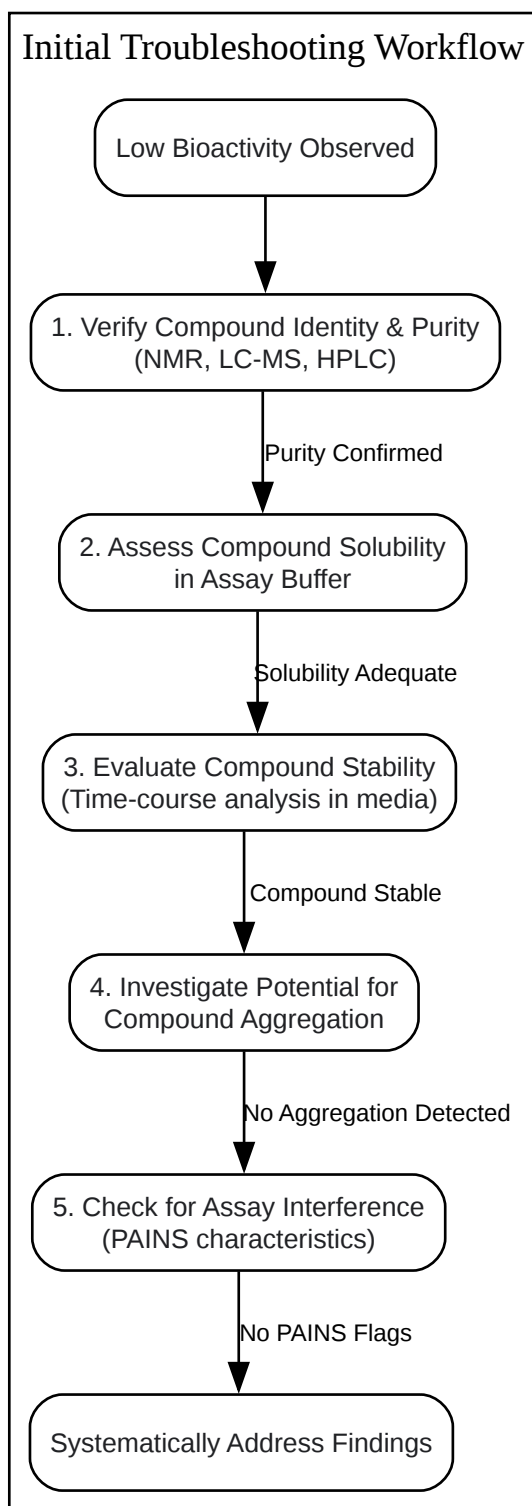 Initial Troubleshooting Workflow
Low Bioactivity Observed
1. Verify Compound Identity & Purity
(NMR, LC-MS, HPLC)
Purity Confirmed
2. Assess Compound Solubility
in Assay Buffer
Solubility Adequate
3. Evaluate Compound Stability
(Time-course analysis in media)
Compound Stable
4. Investigate Potential for
Compound Aggregation
No Aggregation Detected
5. Check for Assay Interference
(PAINS characteristics)
No PAINS Flags
Systematically Address Findings